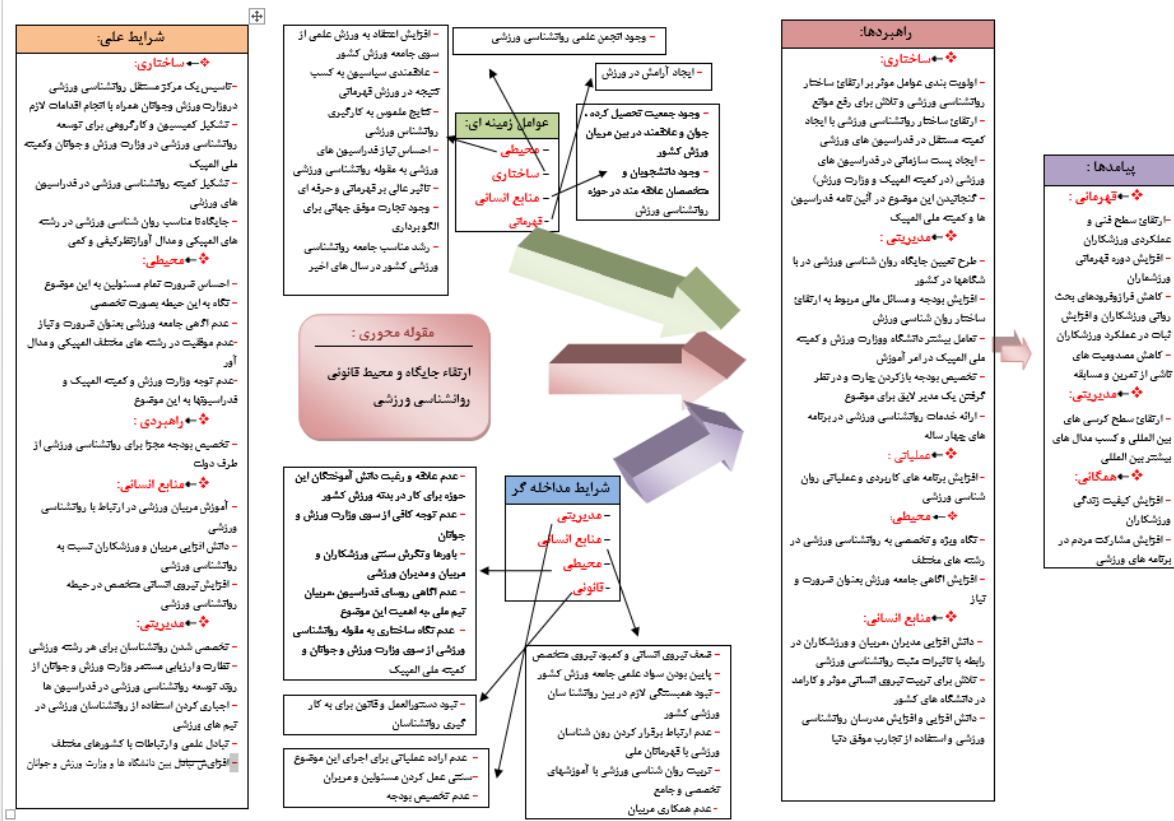 شرایط علی:
ساختاری:
-تاسیس یک مرکز مستقل روانشناسی ورزشی
دروزارت ورزش وجوانان همراه با انجام اقدامات لازم
- تشکیل کمیسیون و کارگروهی برای توسعه
روانشناسی ورزشی در وزارت ورزش و جوانان وکمیته
ملی المپیک
- تشکیل کمیته روانشناسی ورزشی در فدراسیون
های ورزشی
- جایگاه نامناسب روان شناسی ورزشی در رشته
های المپیکی و مدال آورازنظرکیفی و کمی
محیطی:
- احساس ضرورت تمام مسئولین به این موضوع
- نگاه به این حیطه بصورت تخصصی
- عدم اگاهی جامعه ورزشی بعنوان ضرورت و نیاز
-عدم موفقیت در رشته های مختلف المپیکی و مدال
آور
-عدم توجه وزارت ورزش و کمیته المپیک و
فدراسیونها به این موضوع
راهبردی :
- تخصیص بودجه مجزا برای روانشناسی ورزشی از
طرف دولت
منابع انسانی:
- آموزش مربیان ورزشی در ارتباط با روانشناسی
ورزشی
- دانش افزایی مربیان و ورزشکاران نسبت به
روانشناسی ورزشی
- افزایش نیروی انسانی متخصص در حیطه
روانشناسی ورزشی
مدیریتی:
- تخصصی شدن روانشناسان برای هر رشته ورزشی
- نظارت و ارزیابی مستمر وزارت ورزش و جوانان از
روند توسعه روانشناسی ورزشی در فدراسیون ها
- اجباری کردن استفاده از روانشناسان ورزشی در
تیم های ورزشی
- تبادل علمی و ارتباطات با کشورهای مختلف
- افزایش تبادل بین دانشگاه ها و وزارت ورزش و جوانان
- افزایش اعتقاد به ورزش علمی از
سوی جامعه ورزش کشور
- علاقمندی سیاسیون به کسب
نتیجه در ورزش قهرمانی
- نتایج ملموس به کارگیری
روانشناس ورزشی
- احساس نیاز فدراسیون های
ورزشی به مقوله روانشناسی ورزشی
- تاثیر عالی بر قهرمانی و حرفه ای
- وجود تجارت موفق جهانی برای
الگوبرداری
- رشد مناسب جامعه روانشناسی
ورزشی کشور در سال های اخیر
- وجود انجمن علمی روانشناسی ورزشی
- ایجاد آرامش در ورزش
- وجود جمعیت تحصیل کرده ،
جوان و علاقمند در بین مربیان
ورزش کشور
- وجود دانشجویان و
متخصصان علاقه مند در حوزه
روانشناسی ورزش
عوامل زمینه ای:
- محیطی
- ساختاری
- منابع انسانی
- قهرمانی
مقوله محوری :
ارتقاء جایگاه و محیط قانونی
روانشناسی ورزشی
شرایط مداخله گر
- مدیریتی
- منابع انسانی
- محیطی
-قانونی
- عدم علاقه و رغبت دانش آموختگان این
حوزه برای کار در بدنه ورزش کشور
- عدم توجه کافی از سوی وزارت ورزش و
جوانان
- باورها و نگرش سنتی ورزشکاران و
مربیان و مدیران ورزشی
- عدم اگاهی روسای فدراسیون ،مربیان
تیم ملی ،به اهمیت این موضوع
- عدم نگاه ساختاری به مقوله روانشناسی
ورزشی از سوی وزارت ورزش و جوانان و
کمیته ملی المپیک
- نبود دستورالعمل و قانون برای به کار
گیری روانشناسان
- عدم اراده عملیاتی برای اجرای این موضوع
-سنتی عمل کردن مسئولین و مربران
- عدم تخصیص بودجه
- ضعف نیروی انسانی و کمبود نیروی متخصص
- پایین بودن سواد علمی جامعه ورزش کشور
- نبود همبستگی لازم در بین روانشنا سان
ورزشی کشور
- عدم ارتباط برقرار کردن رون شناسان
ورزشی با قهرمانان ملی
- تربیت روان شناسی ورزشی با آموزشهای
تخصصی و جامع
-عدم همکاری مربیان
راهبردها:
ساختاری:
- اولویت بندی عوامل موثر بر ارتقائ ساختار
روانشناسی ورزشی و تلاش برای رفع موانع
- ارتقائ ساختار روانشناسی ورزشی با ایجاد
کمیته مستقل در فدراسیون های ورزشی
- ایجاد پست سازمانی در فدراسیون های
ورزشی (در کمیته المپیک و وزارت ورزش)
- گنجانیدن این موضوع در آئین نامه فدراسیون
ها و کمیته ملی المپیک
مدیریتی :
- طرح تعیین جایگاه روان شناسی ورزشی در با
شگاهها در کشور
- افزایش بودجه و مسائل مالی مربوط به ارتقائ
ساختار روان شناسی ورزش
- تعامل بیشتر دانشگاه ووزارت ورزش و کمیته
ملی المپیک در امر آموزش
- تخصیص بودجه بازکردن چارت و در نظر
گرفتن یک مدیر لایق برای موضوع
- ارائه خدمات روانشناسی ورزشی در برنامه
های چهار ساله
عملیاتی :
- افزایش برنامه های کاربردی و عملیاتی روان
شناسی ورزشی
محیطی:
- نگاه ویژه و تخصصی به روانشناسی ورزشی در
رشته های مختلف
- افزایش اگاهی جامعه ورزش بعنوان ضرورت و
نیاز
منابع انسانی:
- دانش افزایی مدیران ،مربیان و ورزشکاران در
رابطه با تاثیرات مثبت روانشناسی ورزشی
- تلاش برای تربیت نیروی انسانی موثر و کارامد
در دانشگاه های کشور
- دانش افزایی و افزایش مدرسان روانشناسی
ورزشی و استفاده از تجارب موفق دنیا
پیامدها :
قهرمانی :
-ارتقائ سطح فنی و
عملکردی ورزشکاران
- افزایش دوره قهرمانی
ورزشماران
- کاهش فرازوفرودهای بحث
روانی ورزشکاران و افزایش
ثبات در عملکرد ورزشکاران
- کاهش مصدومیت های
ناشی از تمرین و مسابقه
مدیریتی:
- ارتقائ سطح کرسی های
بین المللی و کسب مدال های
بیشتر بین المللی
همگانی:
- افزایش کیفیت زندگی
ورزشکاران
- افزایش مشارکت مردم در
برنامه های ورزشی